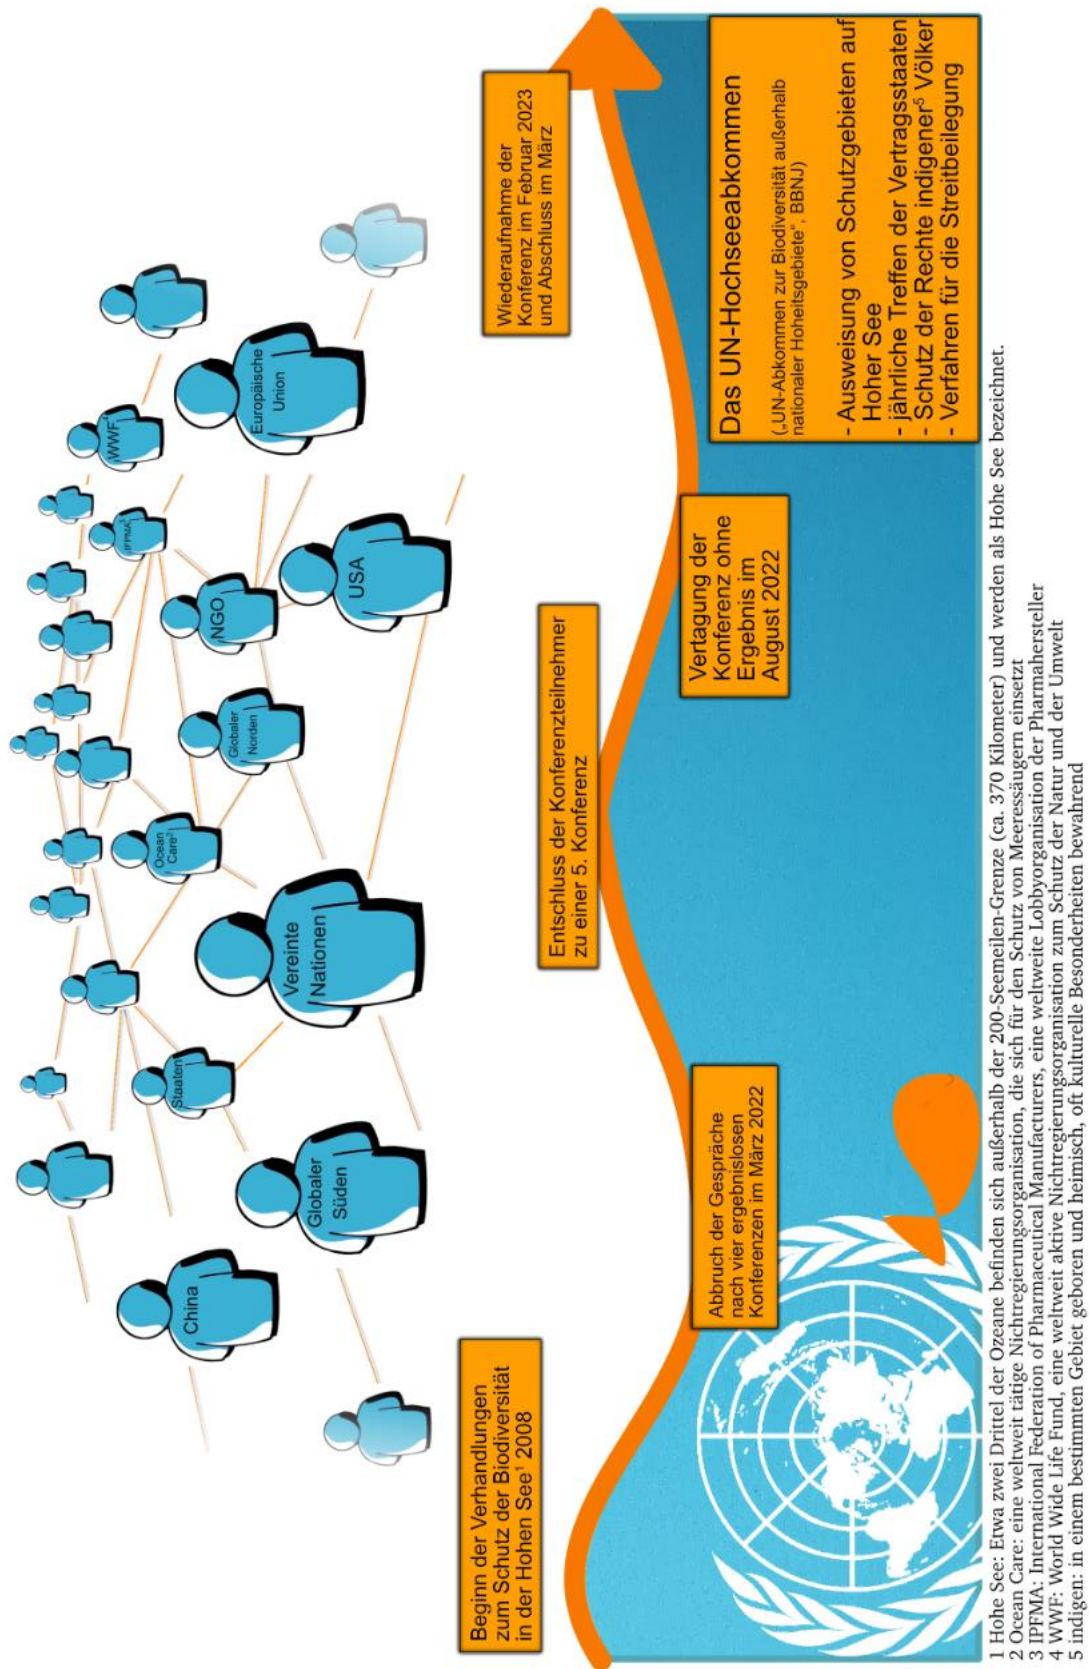 China
Globaler
Süden
Staaten
Vereinte
Nationen
Ocean
Care²
Globaler
Norden
NGO
IFPMA³
USA
WWF⁴
Europäische
Union
Beginn der Verhandlungen
zum Schutz der Biodiversität
in der Hohen See¹ 2008
Abbruch der Gespräche
nach vier ergebnislosen
Konferenzen im März 2022
Entschluss der Konferenzteilnehmer
zu einer 5. Konferenz
Vertagung der
Konferenz ohne
Ergebnis im
August 2022
Wiederaufnahme der
Konferenz im Februar 2023
und Abschluss im März
Das UN-Hochseeabkommen
(„UN-Abkommen zur Biodiversität außerhalb
nationaler Hoheitsgebiete", BBNJ)
- Ausweisung von Schutzgebieten auf
Hoher See
- jährliche Treffen der Vertragsstaaten
- Schutz der Rechte indigener⁵ Völker
- Verfahren für die Streitbeilegung
1 Hohe See: Etwa zwei Drittel der Ozeane befinden sich außerhalb der 200-Seemeilen-Grenze (ca. 370 Kilometer) und werden als Hohe See bezeichnet.
2 Ocean Care: eine weltweit tätige Nichtregierungsorganisation, die sich für den Schutz von Meeressäugern einsetzt
3 IPFMA: International Federation of Pharmaceutical Manufacturers, eine weltweite Lobbyorganisation der Pharmahersteller
4 WWF: World Wide Life Fund, eine weltweit aktive Nichtregierungsorganisation zum Schutz der Natur und der Umwelt
5 indigen: in einem bestimmten Gebiet geboren und heimisch, oft kulturelle Besonderheiten bewahrend